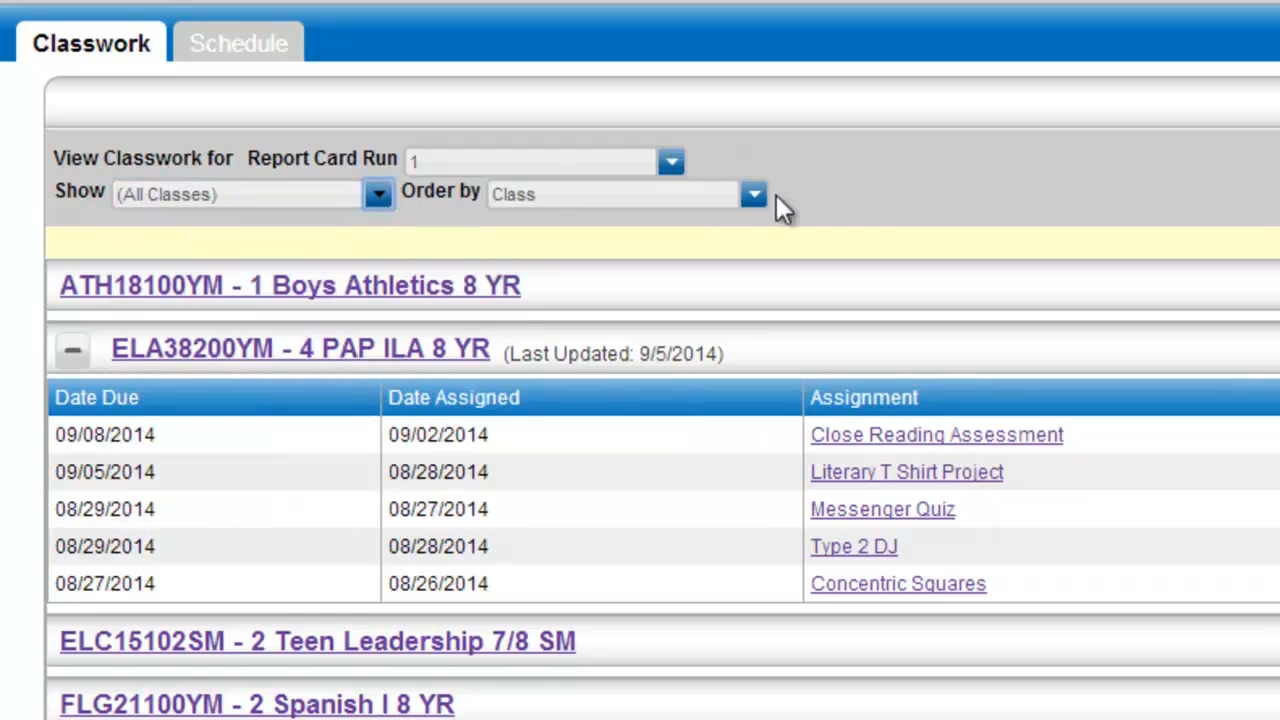 Classwork Schedule
View Classwork for Report Card Run 1
Show (All Classes) Order by Class
ATH18100YM - 1 Boys Athletics 8 YR
ELA38200YM - 4 PAP ILA 8 YR (Last Updated: 9/5/2014)
Date Due Date Assigned Assignment
09/08/2014 09/02/2014 Close Reading Assessment
09/05/2014 08/28/2014 Literary T Shirt Project
08/29/2014 08/27/2014 Messenger Quiz
08/29/2014 08/28/2014 Type 2 DJ
08/27/2014 08/26/2014 Concentric Squares
ELC15102SM - 2 Teen Leadership 7/8 SM
FLG21100YM - 2 Spanish I 8 YR